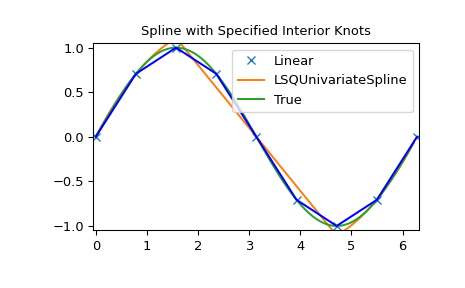 Spline with Specified Interior Knots
1.0
0.5
0.0
−0.5
−1.0
Linear
LSQUnivariateSpline
True
0 1 2 3 4 5 6